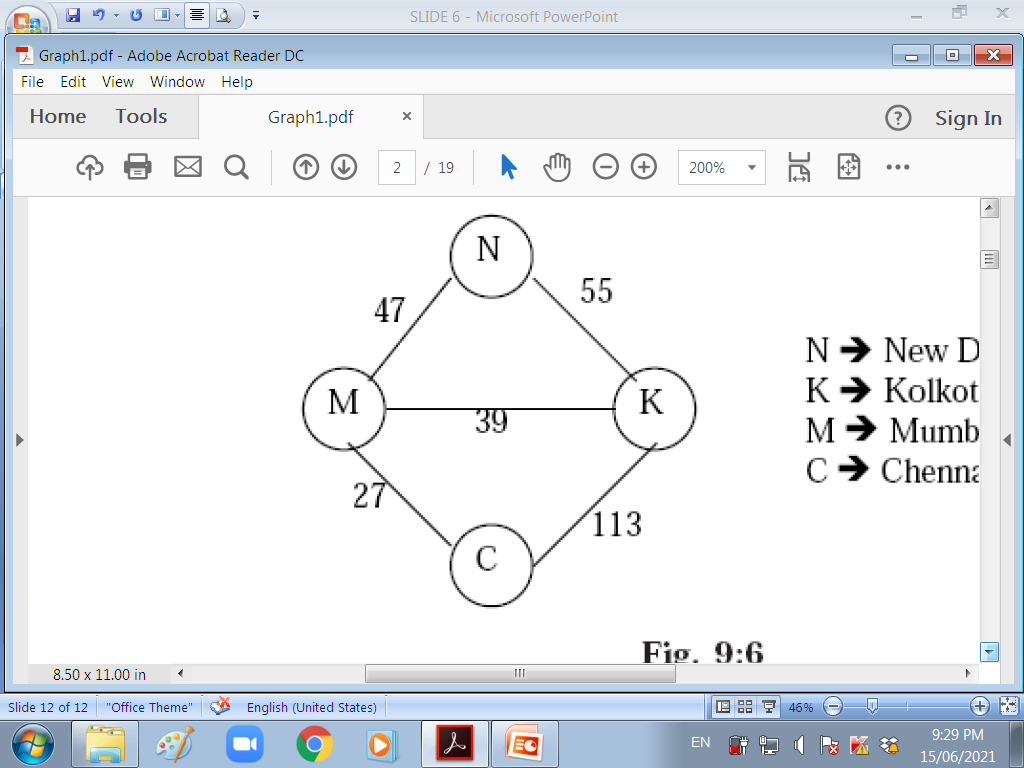 SLIDE 6 - Microsoft PowerPoint
Graph1.pdf - Adobe Acrobat Reader DC
File Edit View Window Help
Home Tools Graph1.pdf × ? Sign In
2 / 19 200%
N
47 55
N ➔ New D
M K K ➔ Kolkot
39 M ➔ Mumb
27 C ➔ Chenna
113
C
Fig. 9:6
8.50 x 11.00 in
Slide 12 of 12 "Office Theme" English (United States) 46%
EN 9:29 PM
15/06/2021